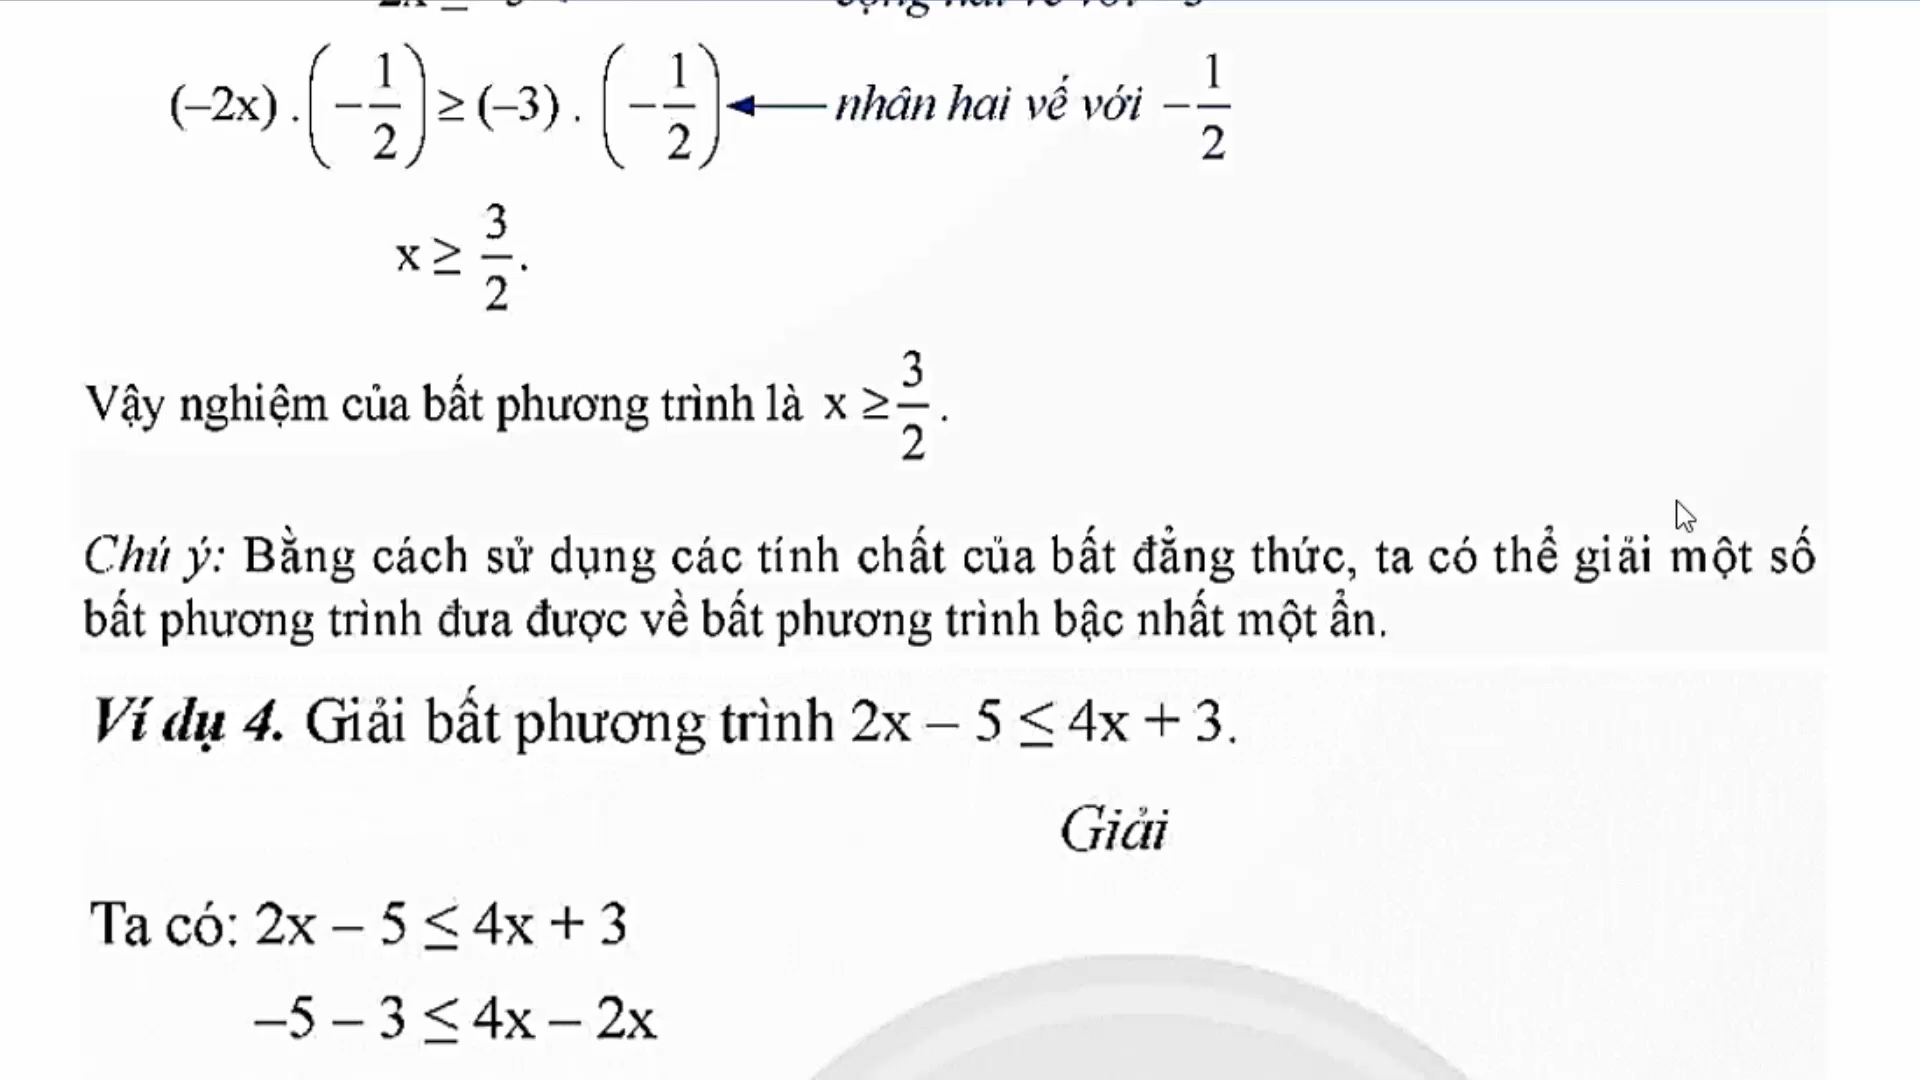 (–2x) . (–1/2) ≥ (–3) . (–1/2) ← nhân hai vế với –1/2
x ≥ 3/2.
Vậy nghiệm của bất phương trình là x ≥ 3/2.
Chú ý: Bằng cách sử dụng các tính chất của bất đẳng thức, ta có thể giải một số
bất phương trình đưa được về bất phương trình bậc nhất một ẩn.
Ví dụ 4. Giải bất phương trình 2x – 5 ≤ 4x + 3.
Giải
Ta có: 2x – 5 ≤ 4x + 3
–5 – 3 ≤ 4x – 2x